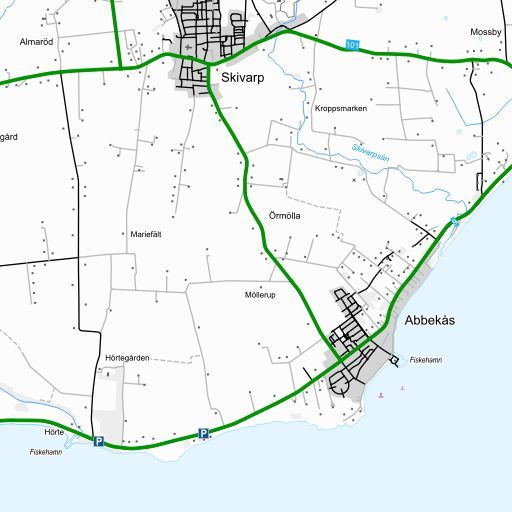 Almaröd
Mossby
101
Skivarp
Kroppsmarken
gård
Skivarpsån
Örmölla
Mariefält
Möllerup
Abbekås
Hörtegården
Fiskehamn
Hörte
P
P
Fiskehamn